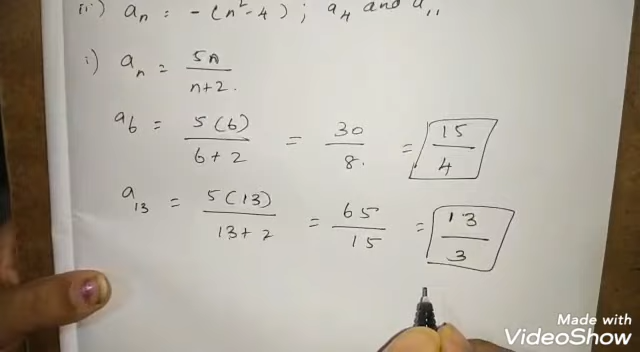 ii) aₙ = -(n²-4) ; a₄ and a₁₁
i) aₙ = 5n/n+2.
a₆ = 5(6)/6+2 = 30/8. = 15/4
a₁₃ = 5(13)/13+2 = 65/15 = 13/3
Made with
VideoShow